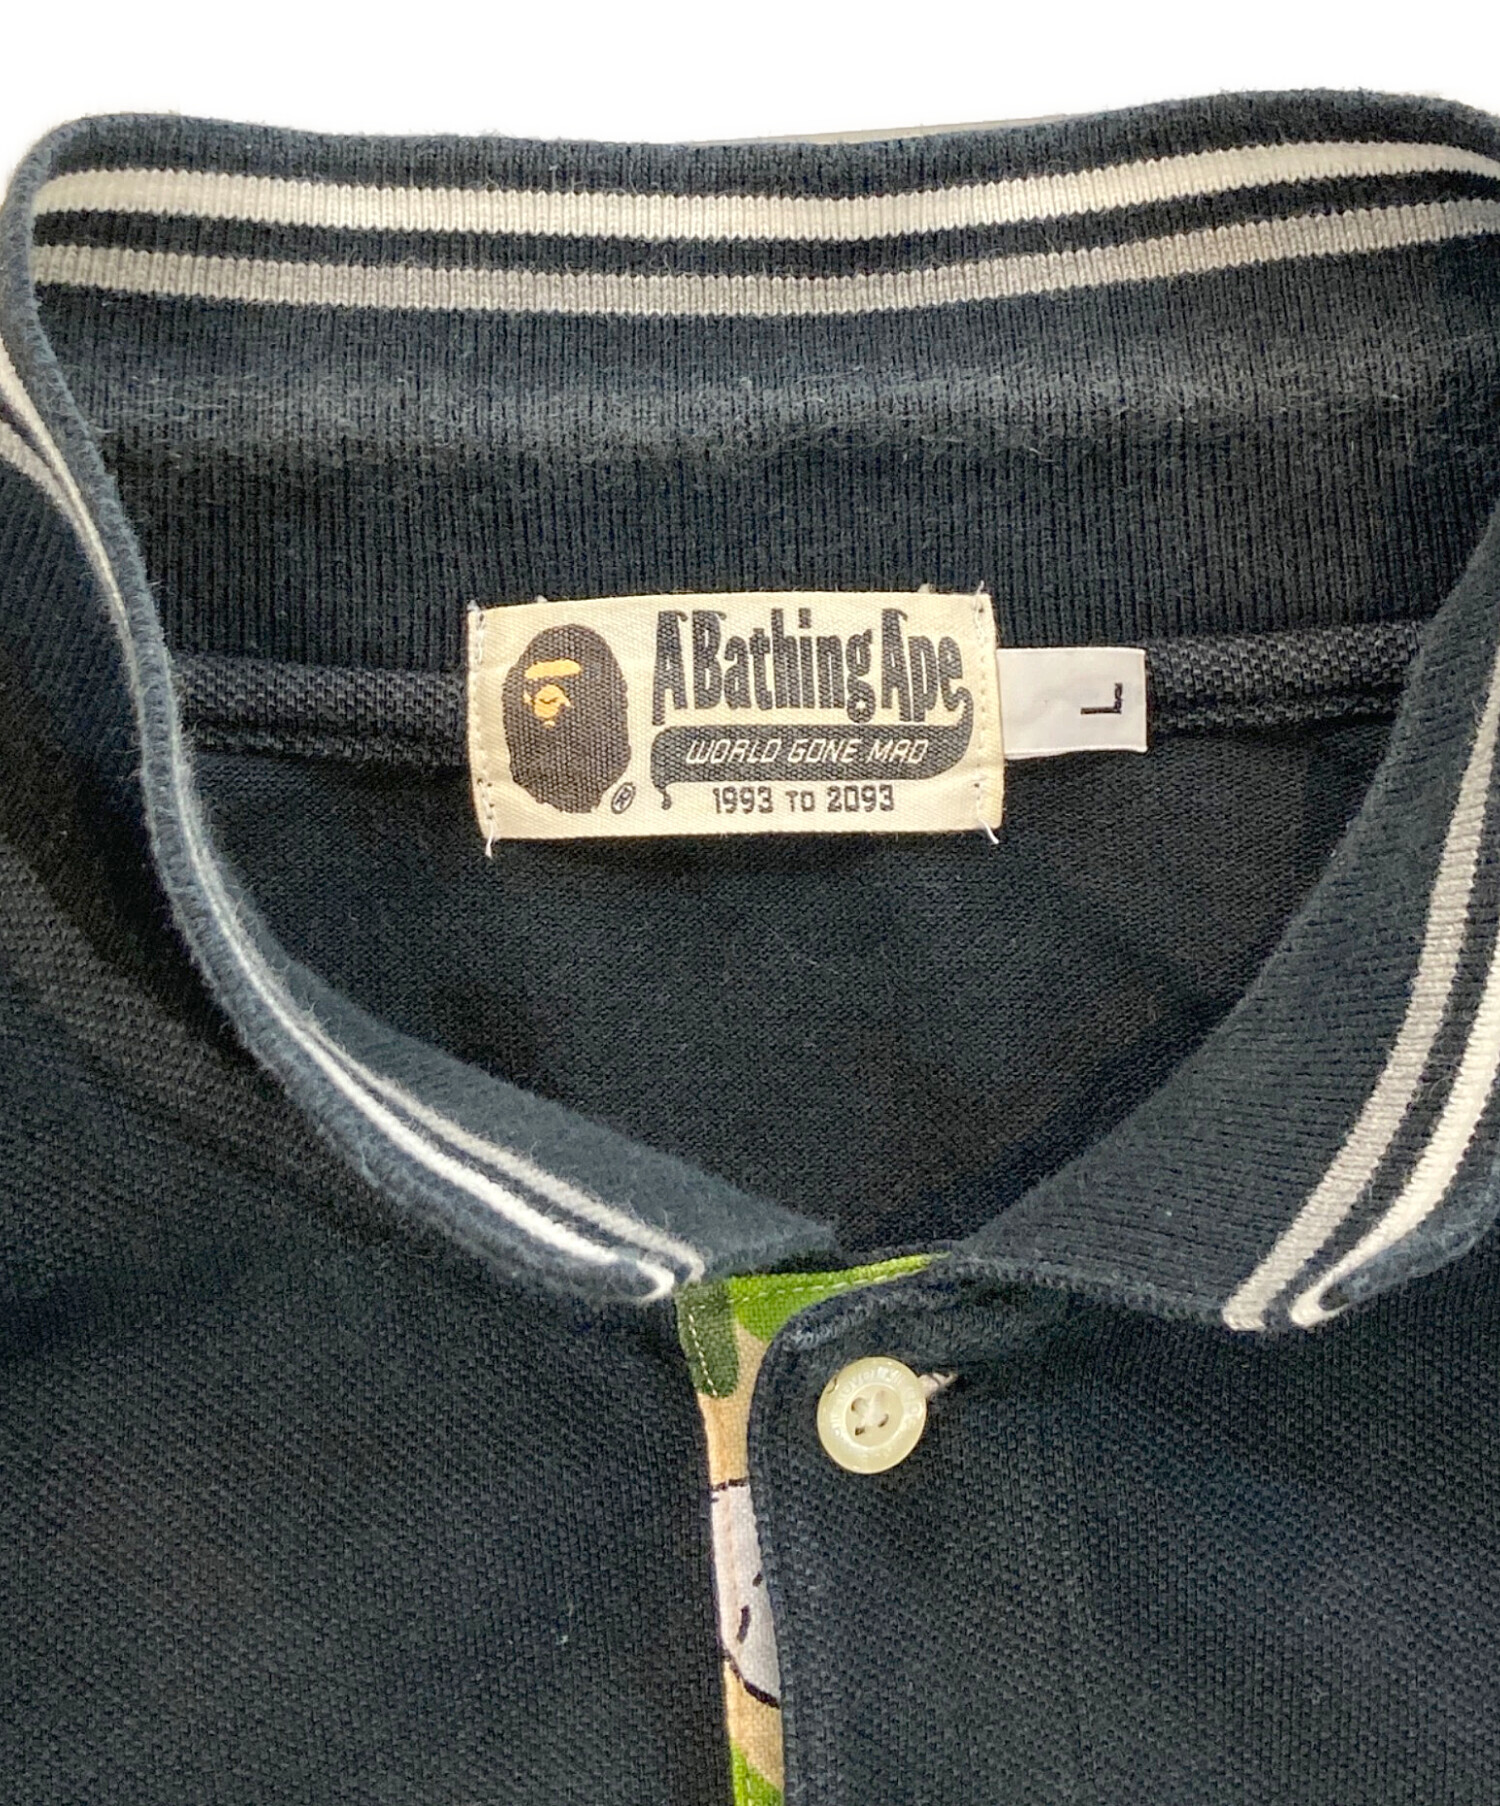 A Bathing Ape
WORLD GONE MAD
1993 TO 2093
®
L